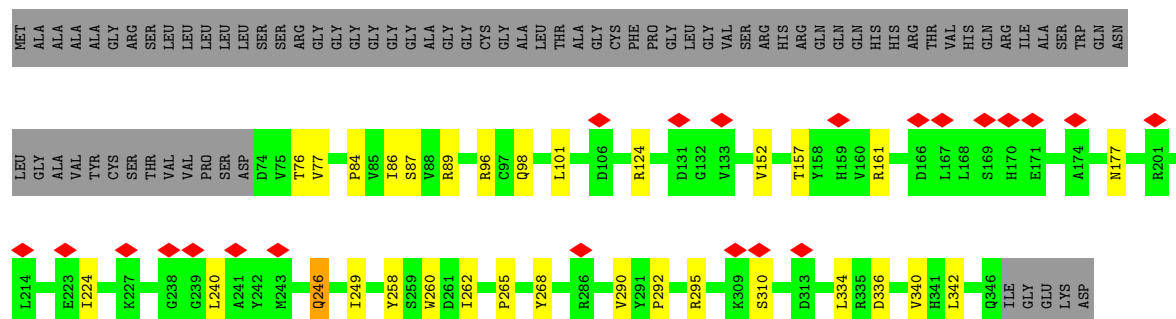 MET ALA ALA ALA ALA GLY ARG SER LEU LEU LEU LEU LEU SER SER ARG GLY GLY GLY GLY GLY GLY ALA GLY GLY CYS GLY ALA LEU THR ALA GLY CYS PHE PRO GLY LEU GLY VAL SER ARG HIS ARG GLN GLN GLN HIS HIS ARG THR VAL HIS GLN ARG ILE ALA SER TRP GLN ASN
LEU GLY ALA VAL TYR CYS SER THR VAL VAL PRO SER ASP D74 V75 T76 V77 P84 V85 I86 S87 V88 R89 R96 C97 Q98 L101 D106 R124 D131 G132 V133 V152 T157 Y158 H159 V160 R161 D166 L167 L168 S169 H170 E171 A174 N177 R201
L214 E223 I224 K227 G238 G239 L240 A241 Y242 M243 Q246 I249 Y258 S259 W260 D261 I262 P265 Y268 R286 V290 Y291 P292 R295 K309 S310 D313 L334 R335 D336 V340 H341 L342 Q346 ILE GLY GLU LYS ASP